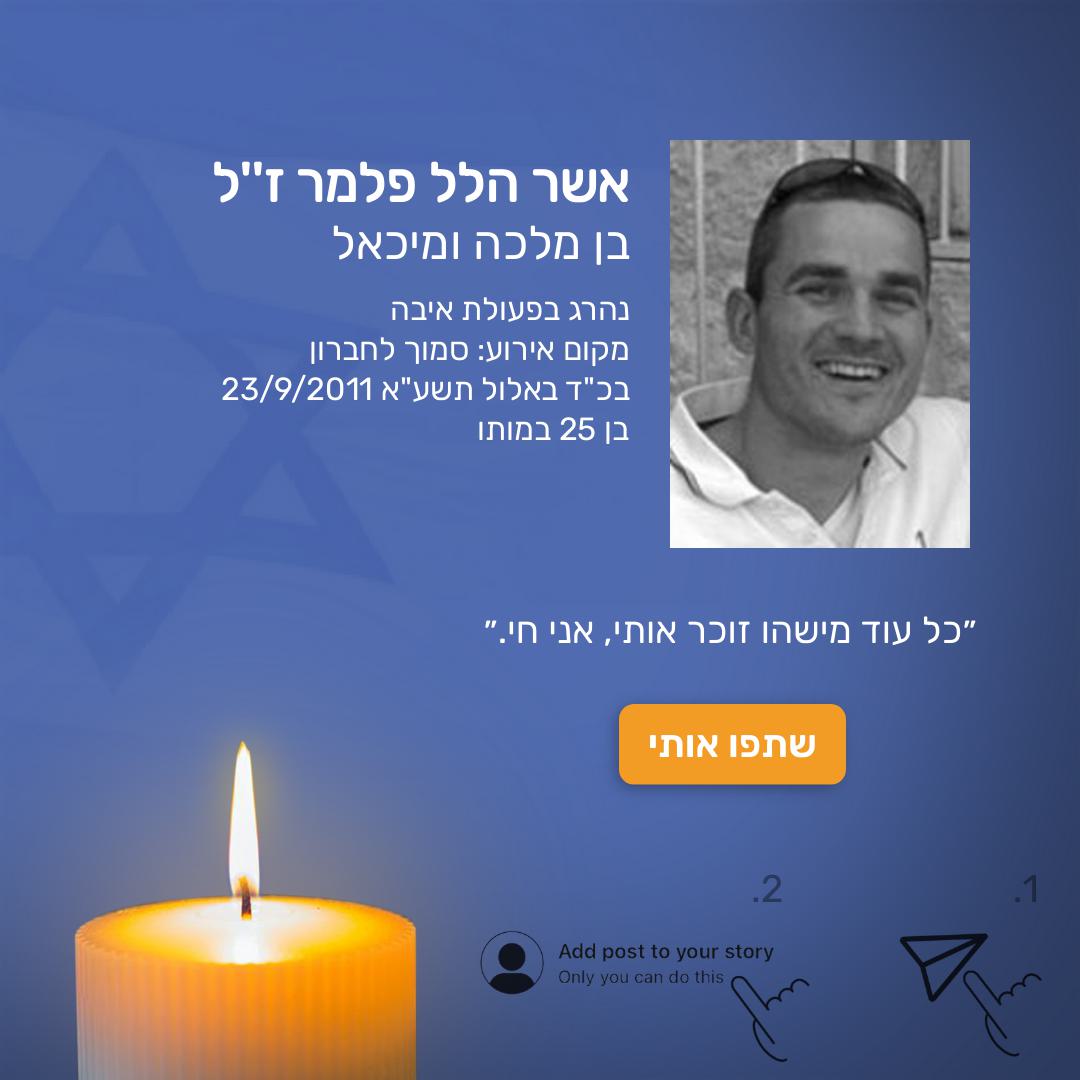 אשר הלל פלמר ז"ל
בן מלכה ומיכאל
נהרג בפעולת איבה
מקום אירוע: סמוך לחברון
בכ"ד באלול תשע"א 23/9/2011
בן 25 במותו
״כל עוד מישהו זוכר אותי, אני חי.״
שתפו אותי
1.
2.
Add post to your story
Only you can do this